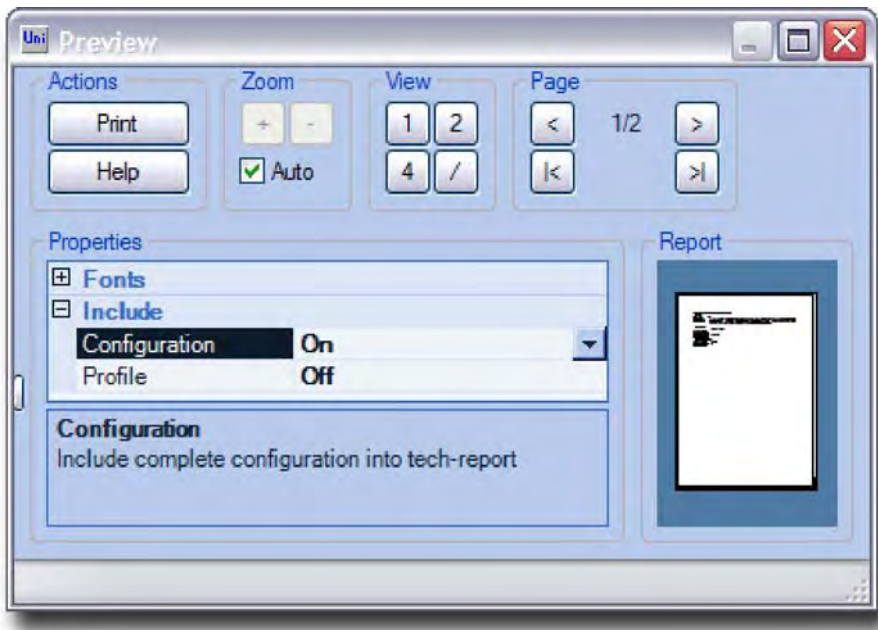 Uni Preview
Actions Zoom View Page
Print + - 1 2 < 1/2 >
Help Auto 4 / |< >|
Properties Report
Fonts
Include
Configuration On
Profile Off
Configuration
Include complete configuration into tech-report